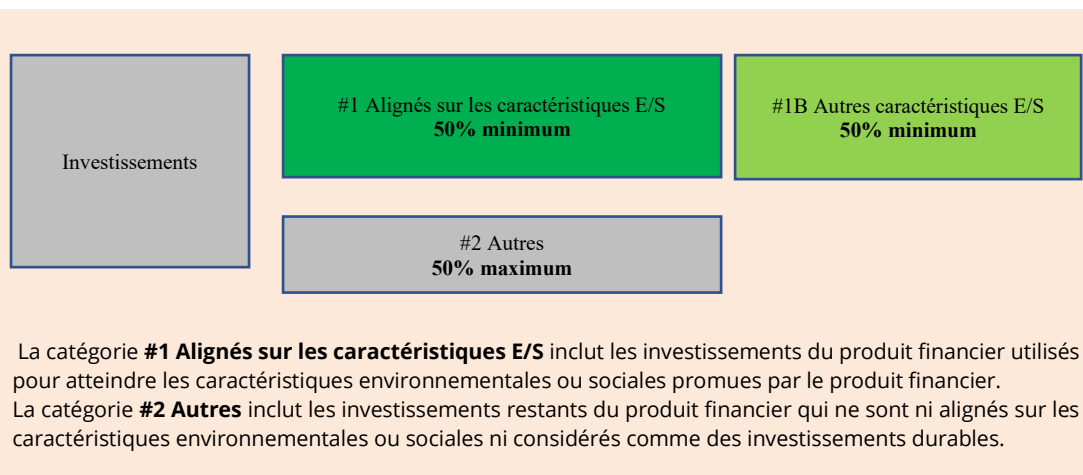 #1 Alignés sur les caractéristiques E/S
50% minimum
#1B Autres caractéristiques E/S
50% minimum
Investissements
#2 Autres
50% maximum
La catégorie #1 Alignés sur les caractéristiques E/S inclut les investissements du produit financier utilisés
pour atteindre les caractéristiques environnementales ou sociales promues par le produit financier.
La catégorie #2 Autres inclut les investissements restants du produit financier qui ne sont ni alignés sur les
caractéristiques environnementales ou sociales ni considérés comme des investissements durables.